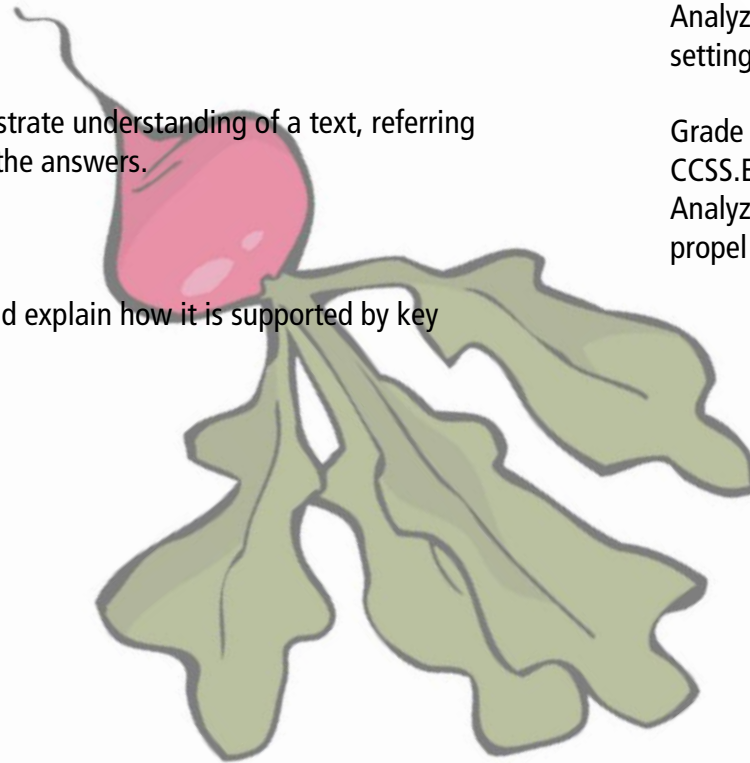 strate understanding of a text, referring
the answers.
d explain how it is supported by key
Analyz
setting
Grade
CCSS.E
Analyz
propel